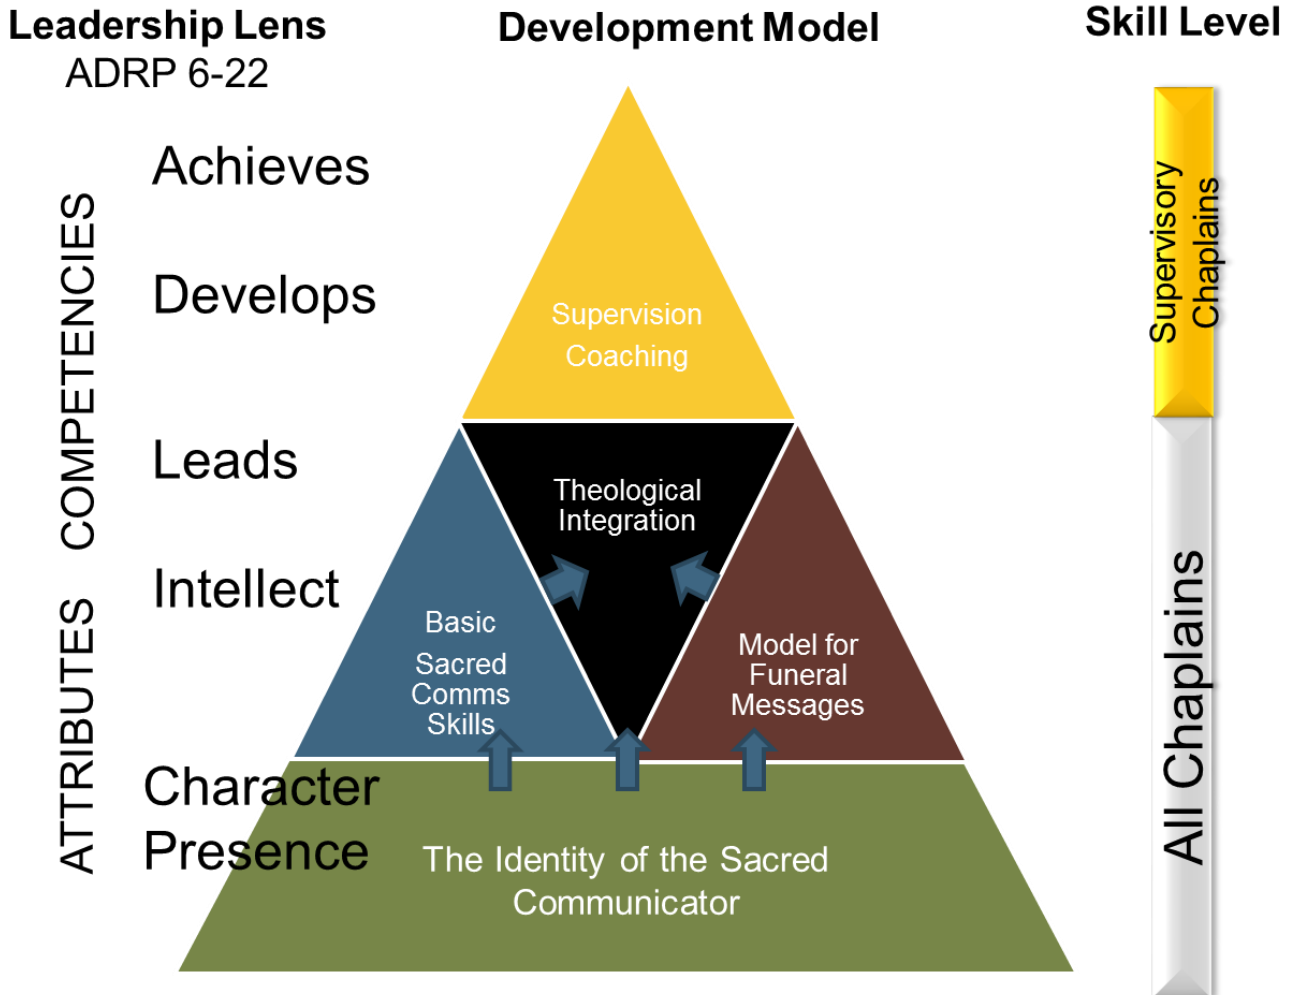 Leadership Lens
ADRP 6-22
Development Model
Skill Level
COMPETENCIES
ATTRIBUTES
Achieves
Develops
Leads
Intellect
Character
Presence
Supervision
Coaching
Theological
Integration
Basic
Sacred
Comms
Skills
Model for
Funeral
Messages
The Identity of the Sacred
Communicator
Supervisory
Chaplains
All Chaplains